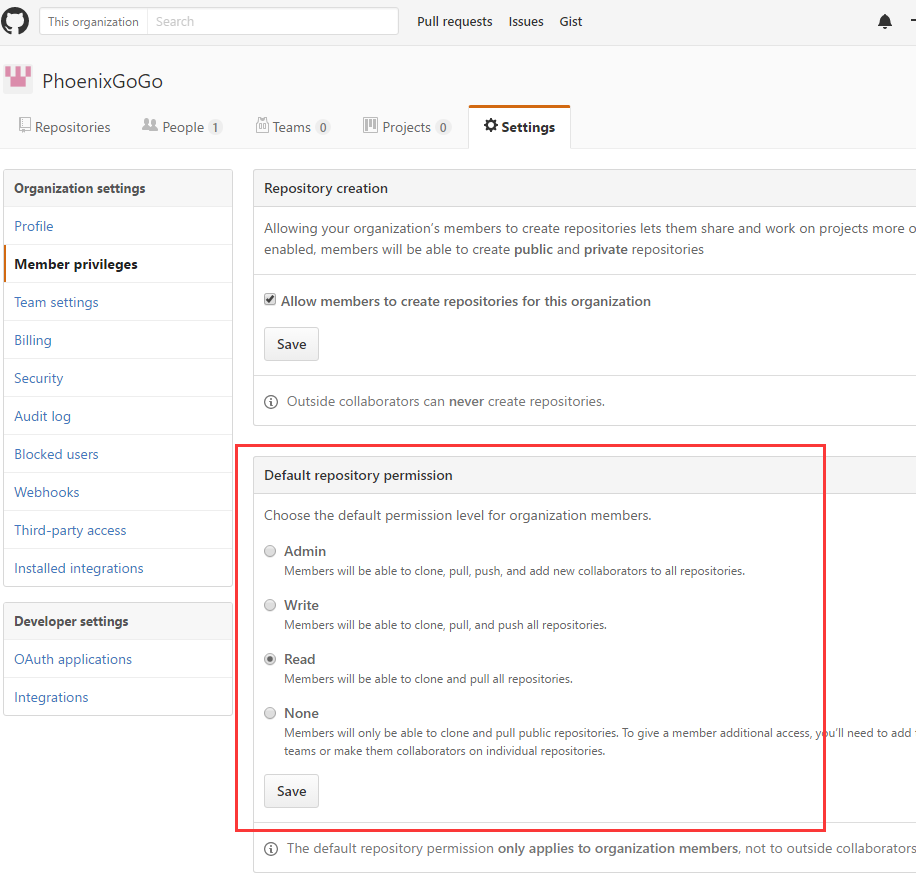 This organization Search Pull requests Issues Gist
PhoenixGoGo
Repositories People 1 Teams 0 Projects 0 Settings
Organization settings
Profile
Member privileges
Team settings
Billing
Security
Audit log
Blocked users
Webhooks
Third-party access
Installed integrations
Developer settings
OAuth applications
Integrations
Repository creation
Allowing your organization's members to create repositories lets them share and work on projects more o
enabled, members will be able to create public and private repositories
Allow members to create repositories for this organization
Save
Outside collaborators can never create repositories.
Default repository permission
Choose the default permission level for organization members.
Admin
Members will be able to clone, pull, push, and add new collaborators to all repositories.
Write
Members will be able to clone, pull, and push all repositories.
Read
Members will be able to clone and pull all repositories.
None
Members will only be able to clone and pull public repositories. To give a member additional access, you'll need to add
teams or make them collaborators on individual repositories.
Save
The default repository permission only applies to organization members, not to outside collaborators